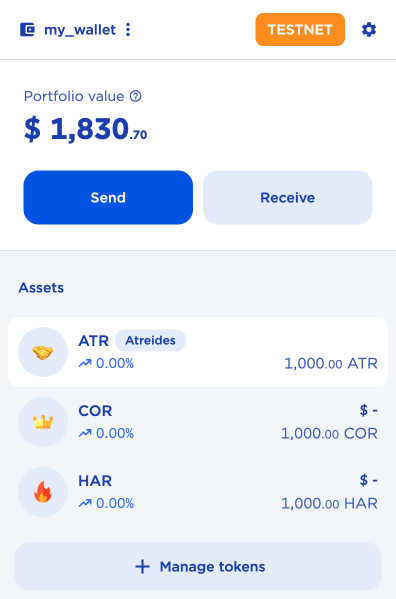 my_wallet TESTNET
Portfolio value
$ 1,830.70
Send Receive
Assets
ATR Atreides
0.00% 1,000.00 ATR
COR $ -
0.00% 1,000.00 COR
HAR $ -
0.00% 1,000.00 HAR
+ Manage tokens